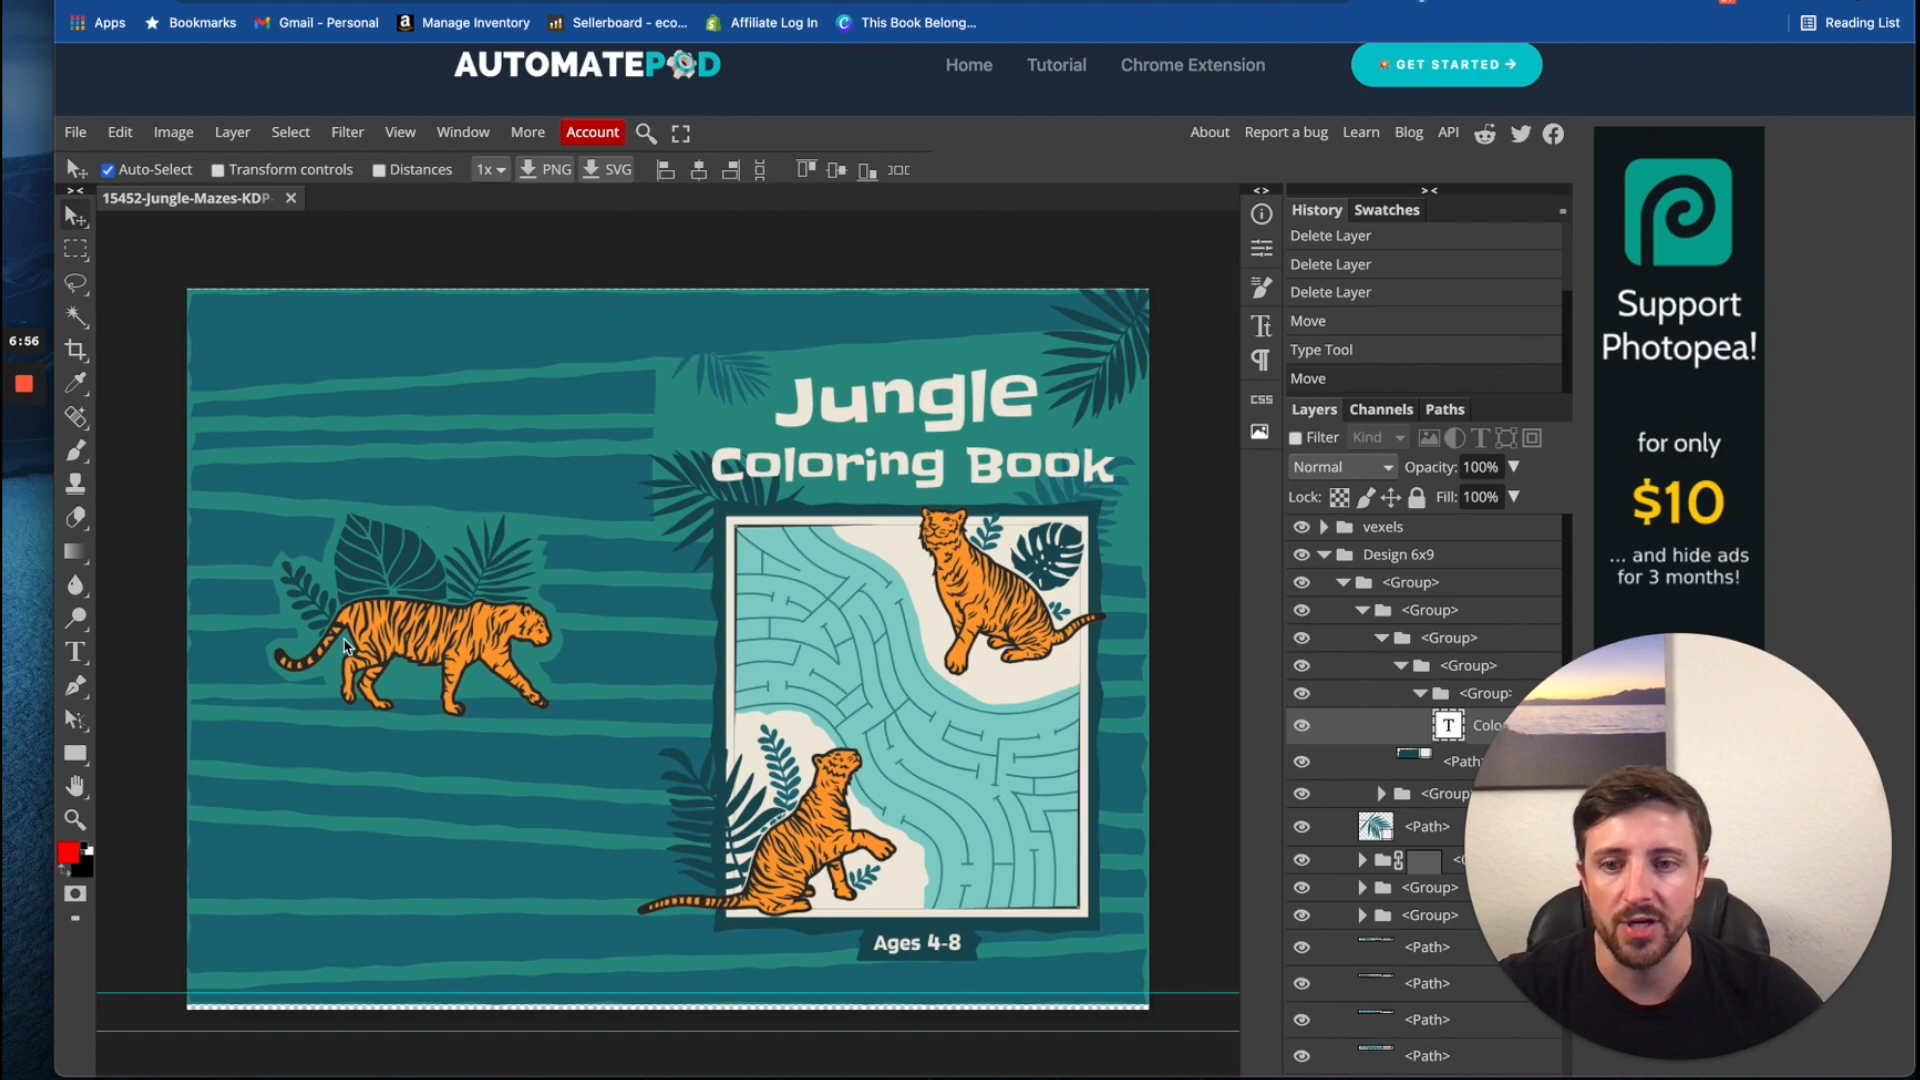 Apps Bookmarks Gmail - Personal Manage Inventory Sellerboard - eco... Affiliate Log In This Book Belong... Reading List
AUTOMATEPOD Home Tutorial Chrome Extension GET STARTED →
File Edit Image Layer Select Filter View Window More Account About Report a bug Learn Blog API
Auto-Select Transform controls Distances 1x PNG SVG
15452-Jungle-Mazes-KDP-
6:56
History Swatches
Delete Layer
Delete Layer
Delete Layer
Move
Type Tool
Move
Layers Channels Paths
Filter Kind
Normal Opacity: 100%
Lock: Fill: 100%
vexels
Design 6x9
<Group>
<Group>
<Group>
<Group>
<Group>
T Colo
<Path>
<Group>
<Path>
<Group>
<Group>
<Path>
<Path>
<Path>
<Path>
CSS
Jungle
Coloring Book
Ages 4-8
Support
Photopea!
for only
$10
... and hide ads
for 3 months!